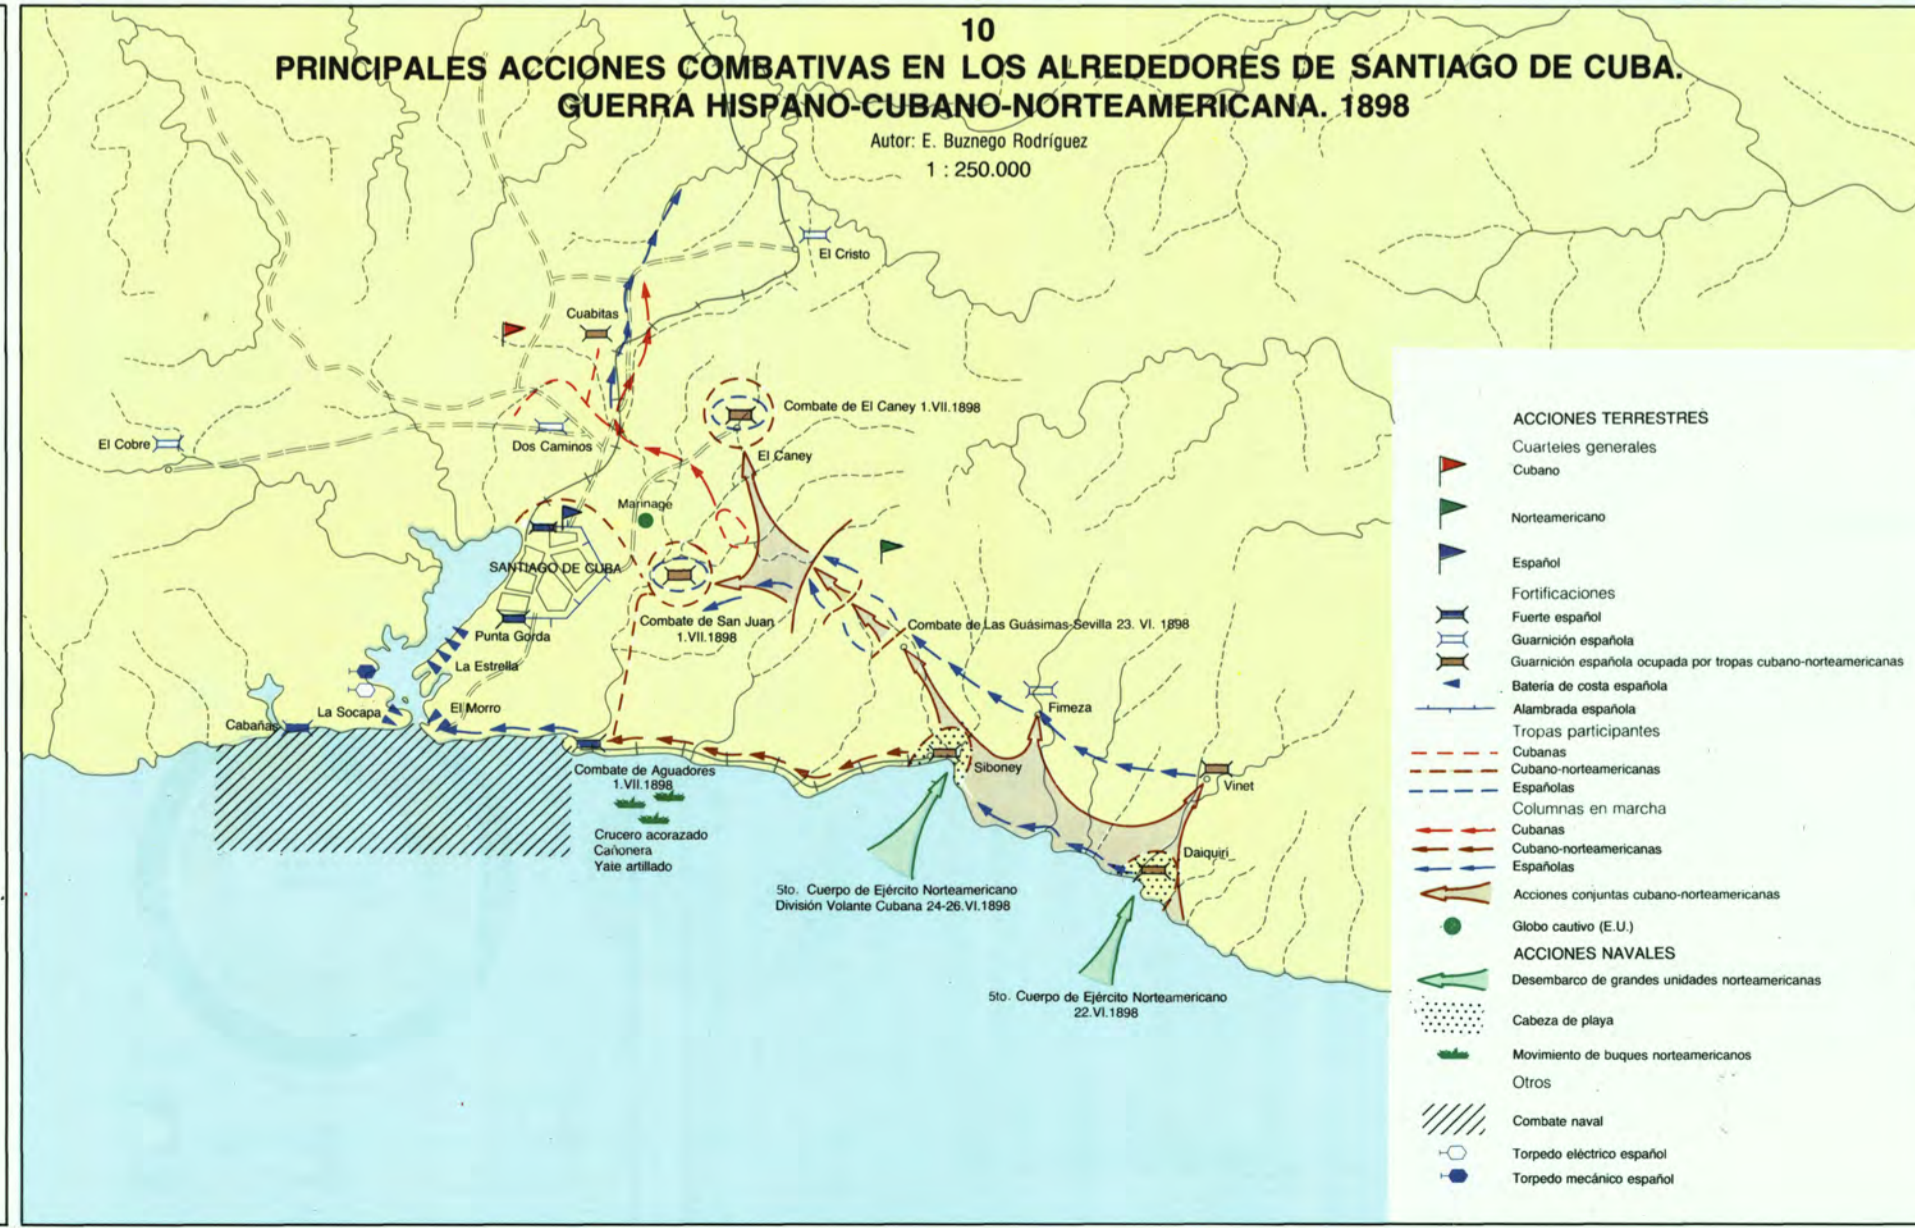 10
PRINCIPALES ACCIONES COMBATIVAS EN LOS ALREDEDORES DE SANTIAGO DE CUBA.
GUERRA HISPANO-CUBANO-NORTEAMERICANA. 1898
Autor: E. Buznego Rodríguez
1 : 250.000
El Cristo
Cuabitas
Combate de El Caney 1.VII.1898
El Cobre
Dos Caminos
El Caney
Marinage
SANTIAGO DE CUBA
Combate de San Juan
1.VII.1898
Combate de Las Guásimas-Sevilla 23. VI. 1898
Punta Gorda
La Estrella
La Socapa
El Morro
Cabañas
Fimeza
Siboney
Vinet
Daiquiri
Combate de Aguadores
1.VII.1898
Crucero acorazado
Cañonera
Yate artillado
5to. Cuerpo de Ejército Norteamericano
División Volante Cubana 24-26.VI.1898
5to. Cuerpo de Ejército Norteamericano
22.VI.1898
ACCIONES TERRESTRES
Cuarteles generales
Cubano
Norteamericano
Español
Fortificaciones
Fuerte español
Guarnición española
Guarnición española ocupada por tropas cubano-norteamericanas
Batería de costa española
Alambrada española
Tropas participantes
Cubanas
Cubano-norteamericanas
Españolas
Columnas en marcha
Cubanas
Cubano-norteamericanas
Españolas
Acciones conjuntas cubano-norteamericanas
Globo cautivo (E.U.)
ACCIONES NAVALES
Desembarco de grandes unidades norteamericanas
Cabeza de playa
Movimiento de buques norteamericanos
Otros
Combate naval
Torpedo eléctrico español
Torpedo mecánico español